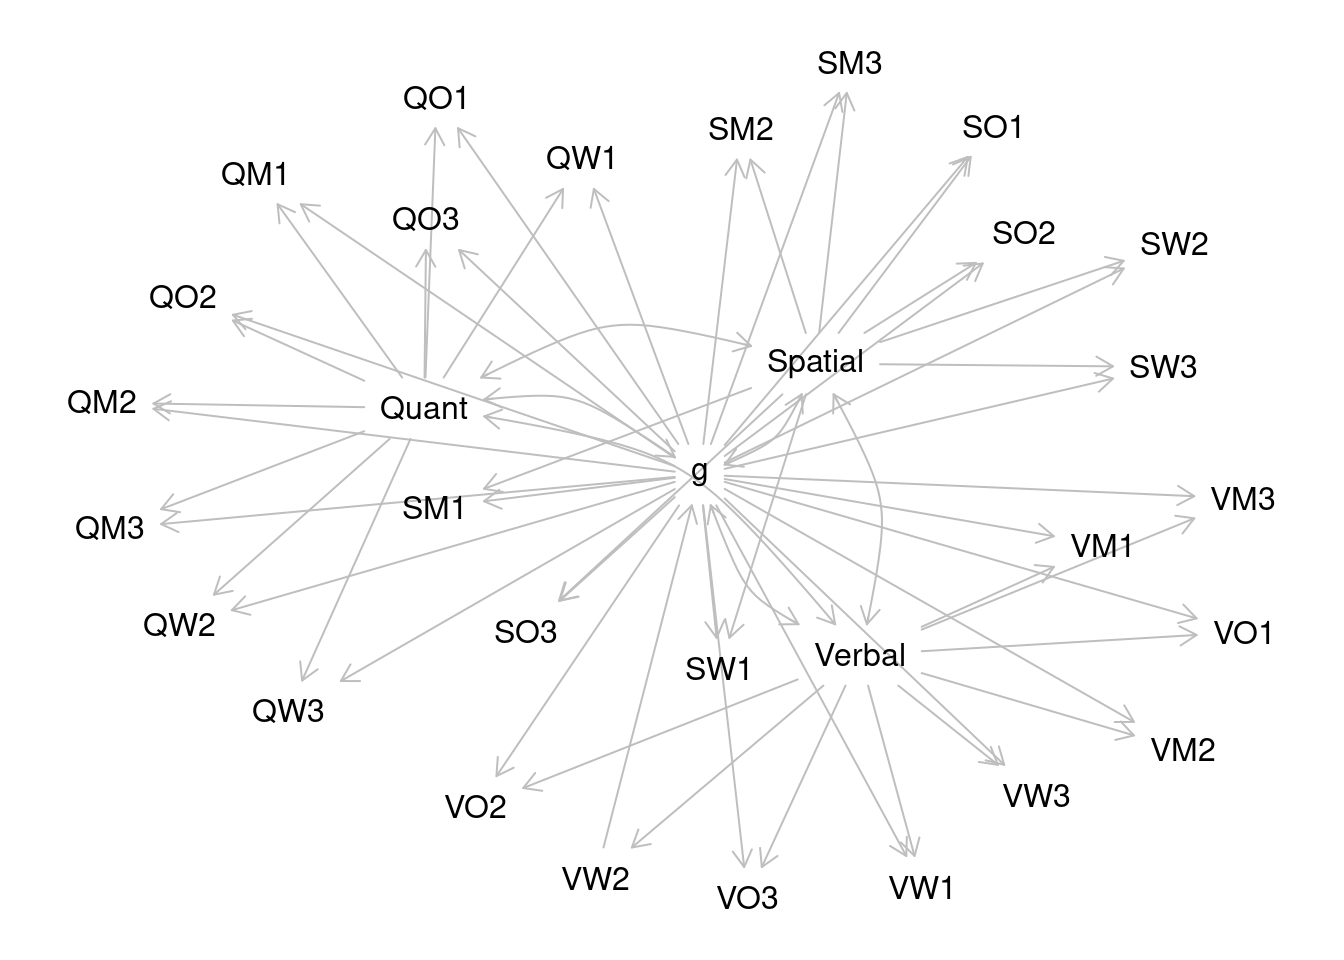 SM3
QO1
SM2
SO1
QW1
QM1
QO3
SO2
SW2
QO2
Spatial
SW3
QM2
Quant
g
VM3
SM1
QM3
VM1
QW2
SO3
VO1
Verbal
SW1
QW3
VM2
VW3
VO2
VW2
VW1
VO3